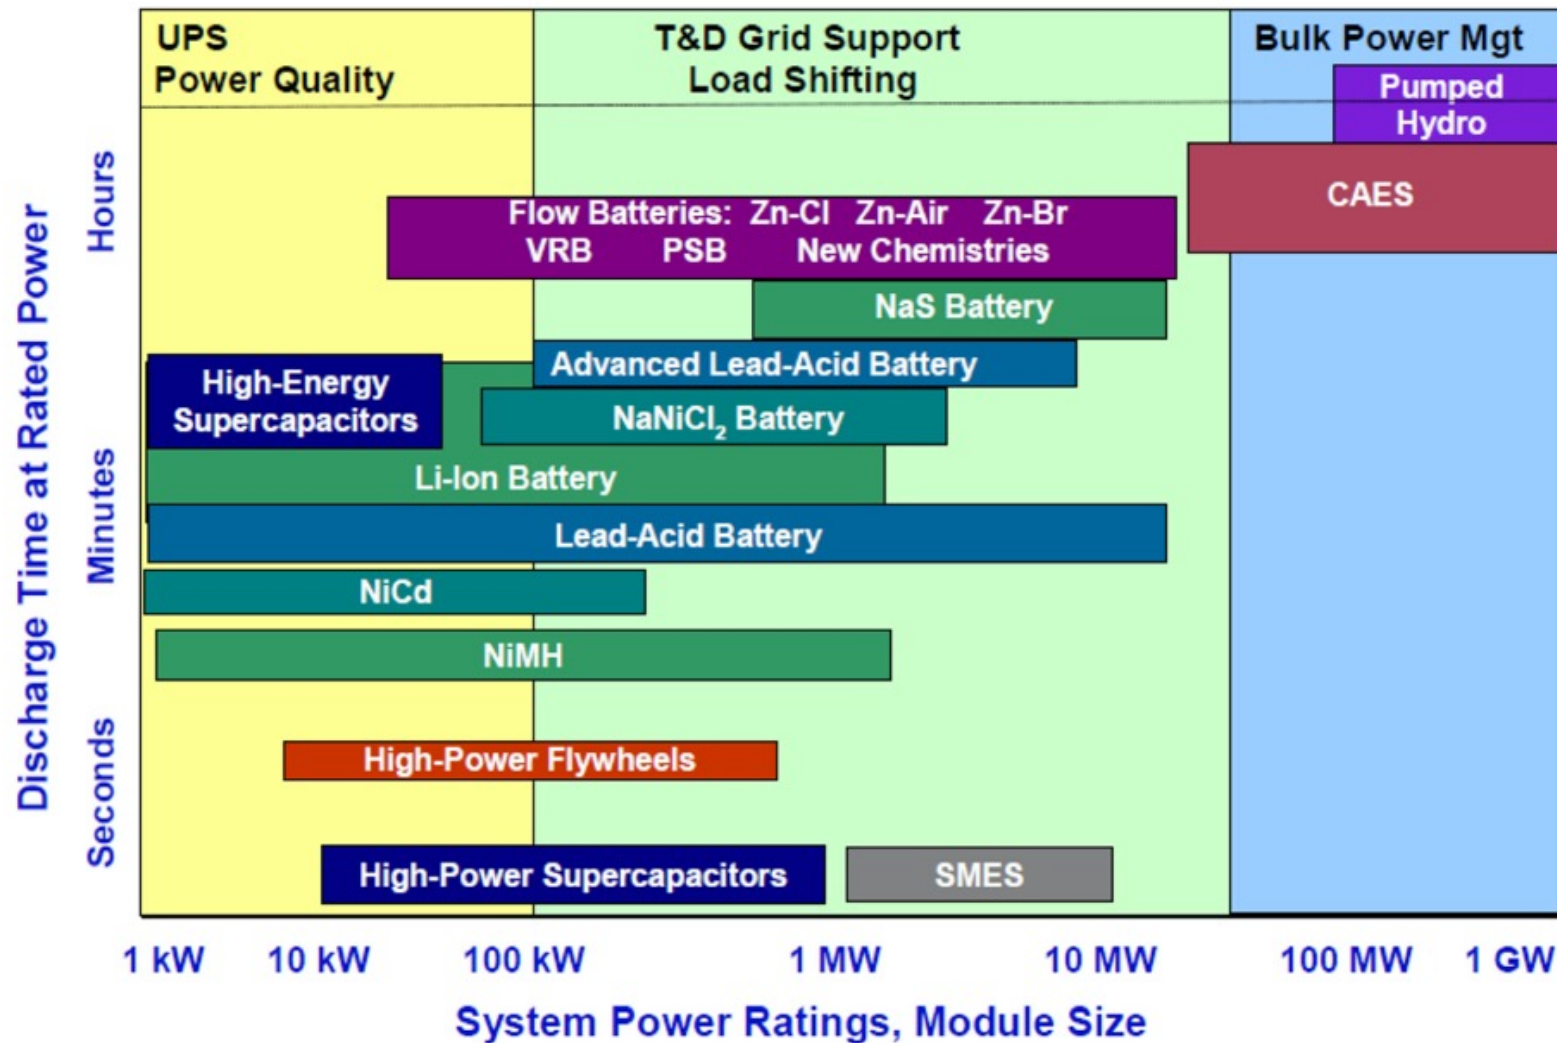 UPS
Power Quality
T&D Grid Support
Load Shifting
Bulk Power Mgt
Pumped
Hydro
CAES
Flow Batteries: Zn-Cl Zn-Air Zn-Br
VRB PSB New Chemistries
NaS Battery
Advanced Lead-Acid Battery
High-Energy
Supercapacitors
NaNiCl₂ Battery
Li-Ion Battery
Lead-Acid Battery
NiCd
NiMH
High-Power Flywheels
High-Power Supercapacitors
SMES
Discharge Time at Rated Power
Hours
Minutes
Seconds
1 kW 10 kW 100 kW 1 MW 10 MW 100 MW 1 GW
System Power Ratings, Module Size